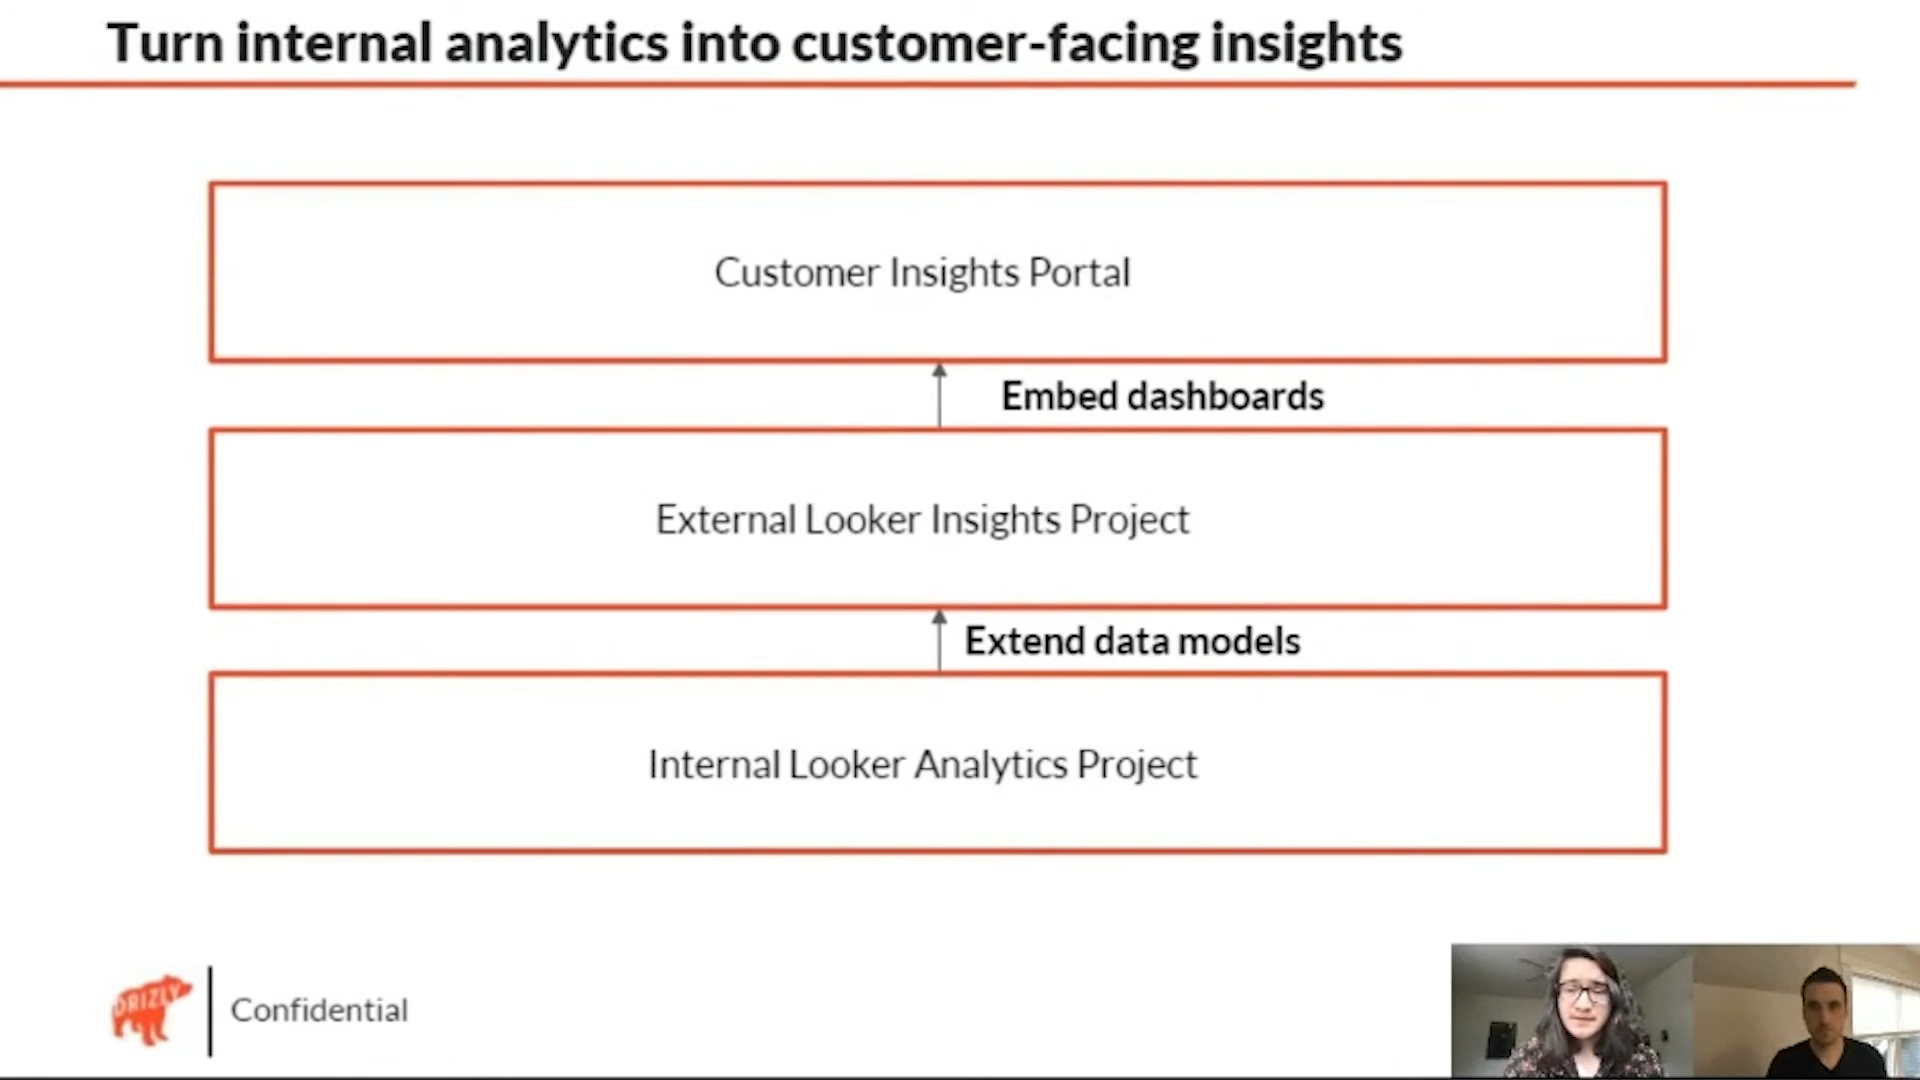 Turn internal analytics into customer-facing insights
Customer Insights Portal
Embed dashboards
External Looker Insights Project
Extend data models
Internal Looker Analytics Project
DRIZLY
Confidential